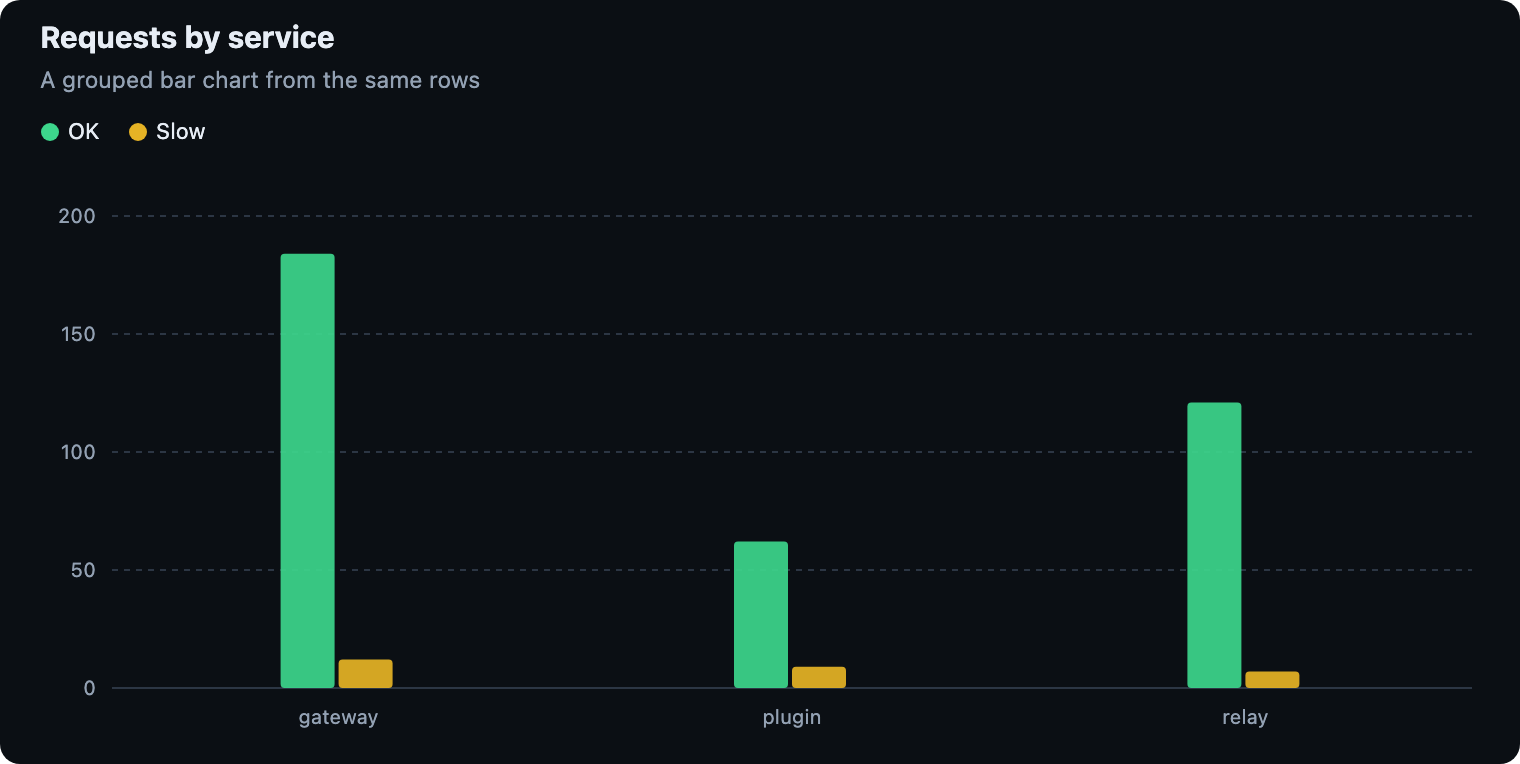 Requests by service
A grouped bar chart from the same rows
OK Slow
200
150
100
50
0
gateway plugin relay